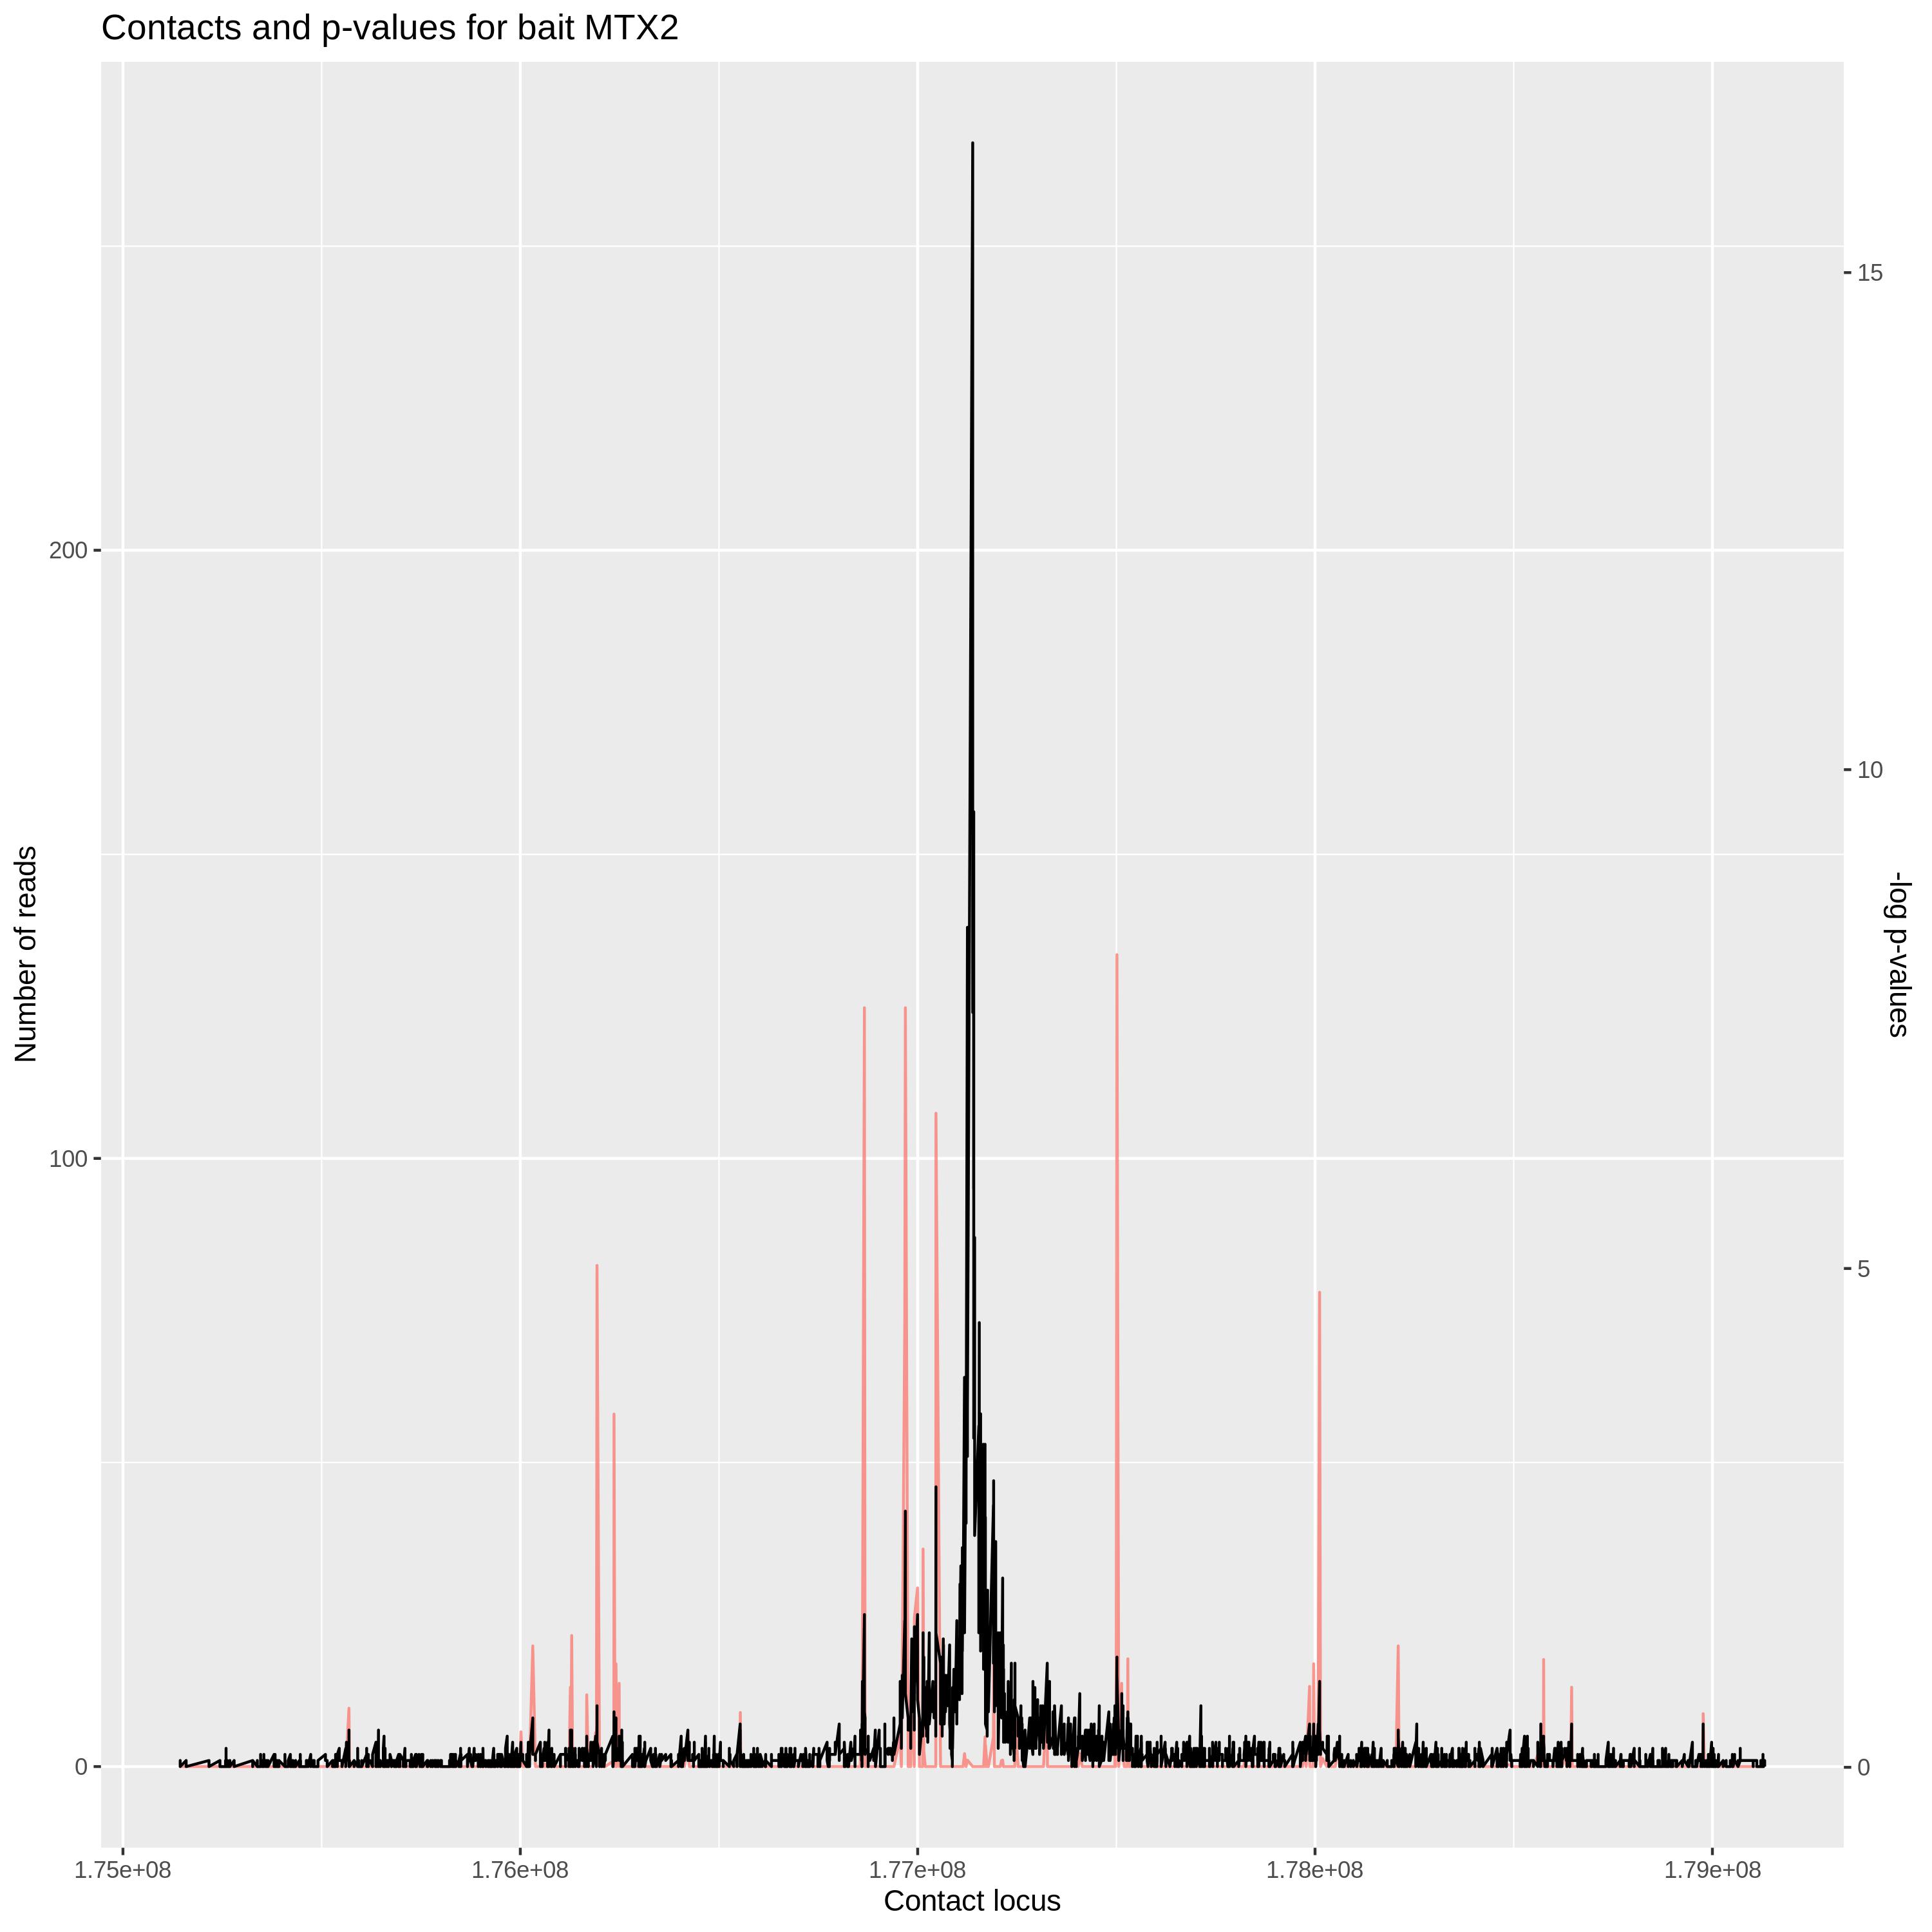 Contacts and p-values for bait MTX2
Number of reads
200
100
0
15
10
5
0
-log p-values
1.75e+08
1.76e+08
1.77e+08
1.78e+08
1.79e+08
Contact locus